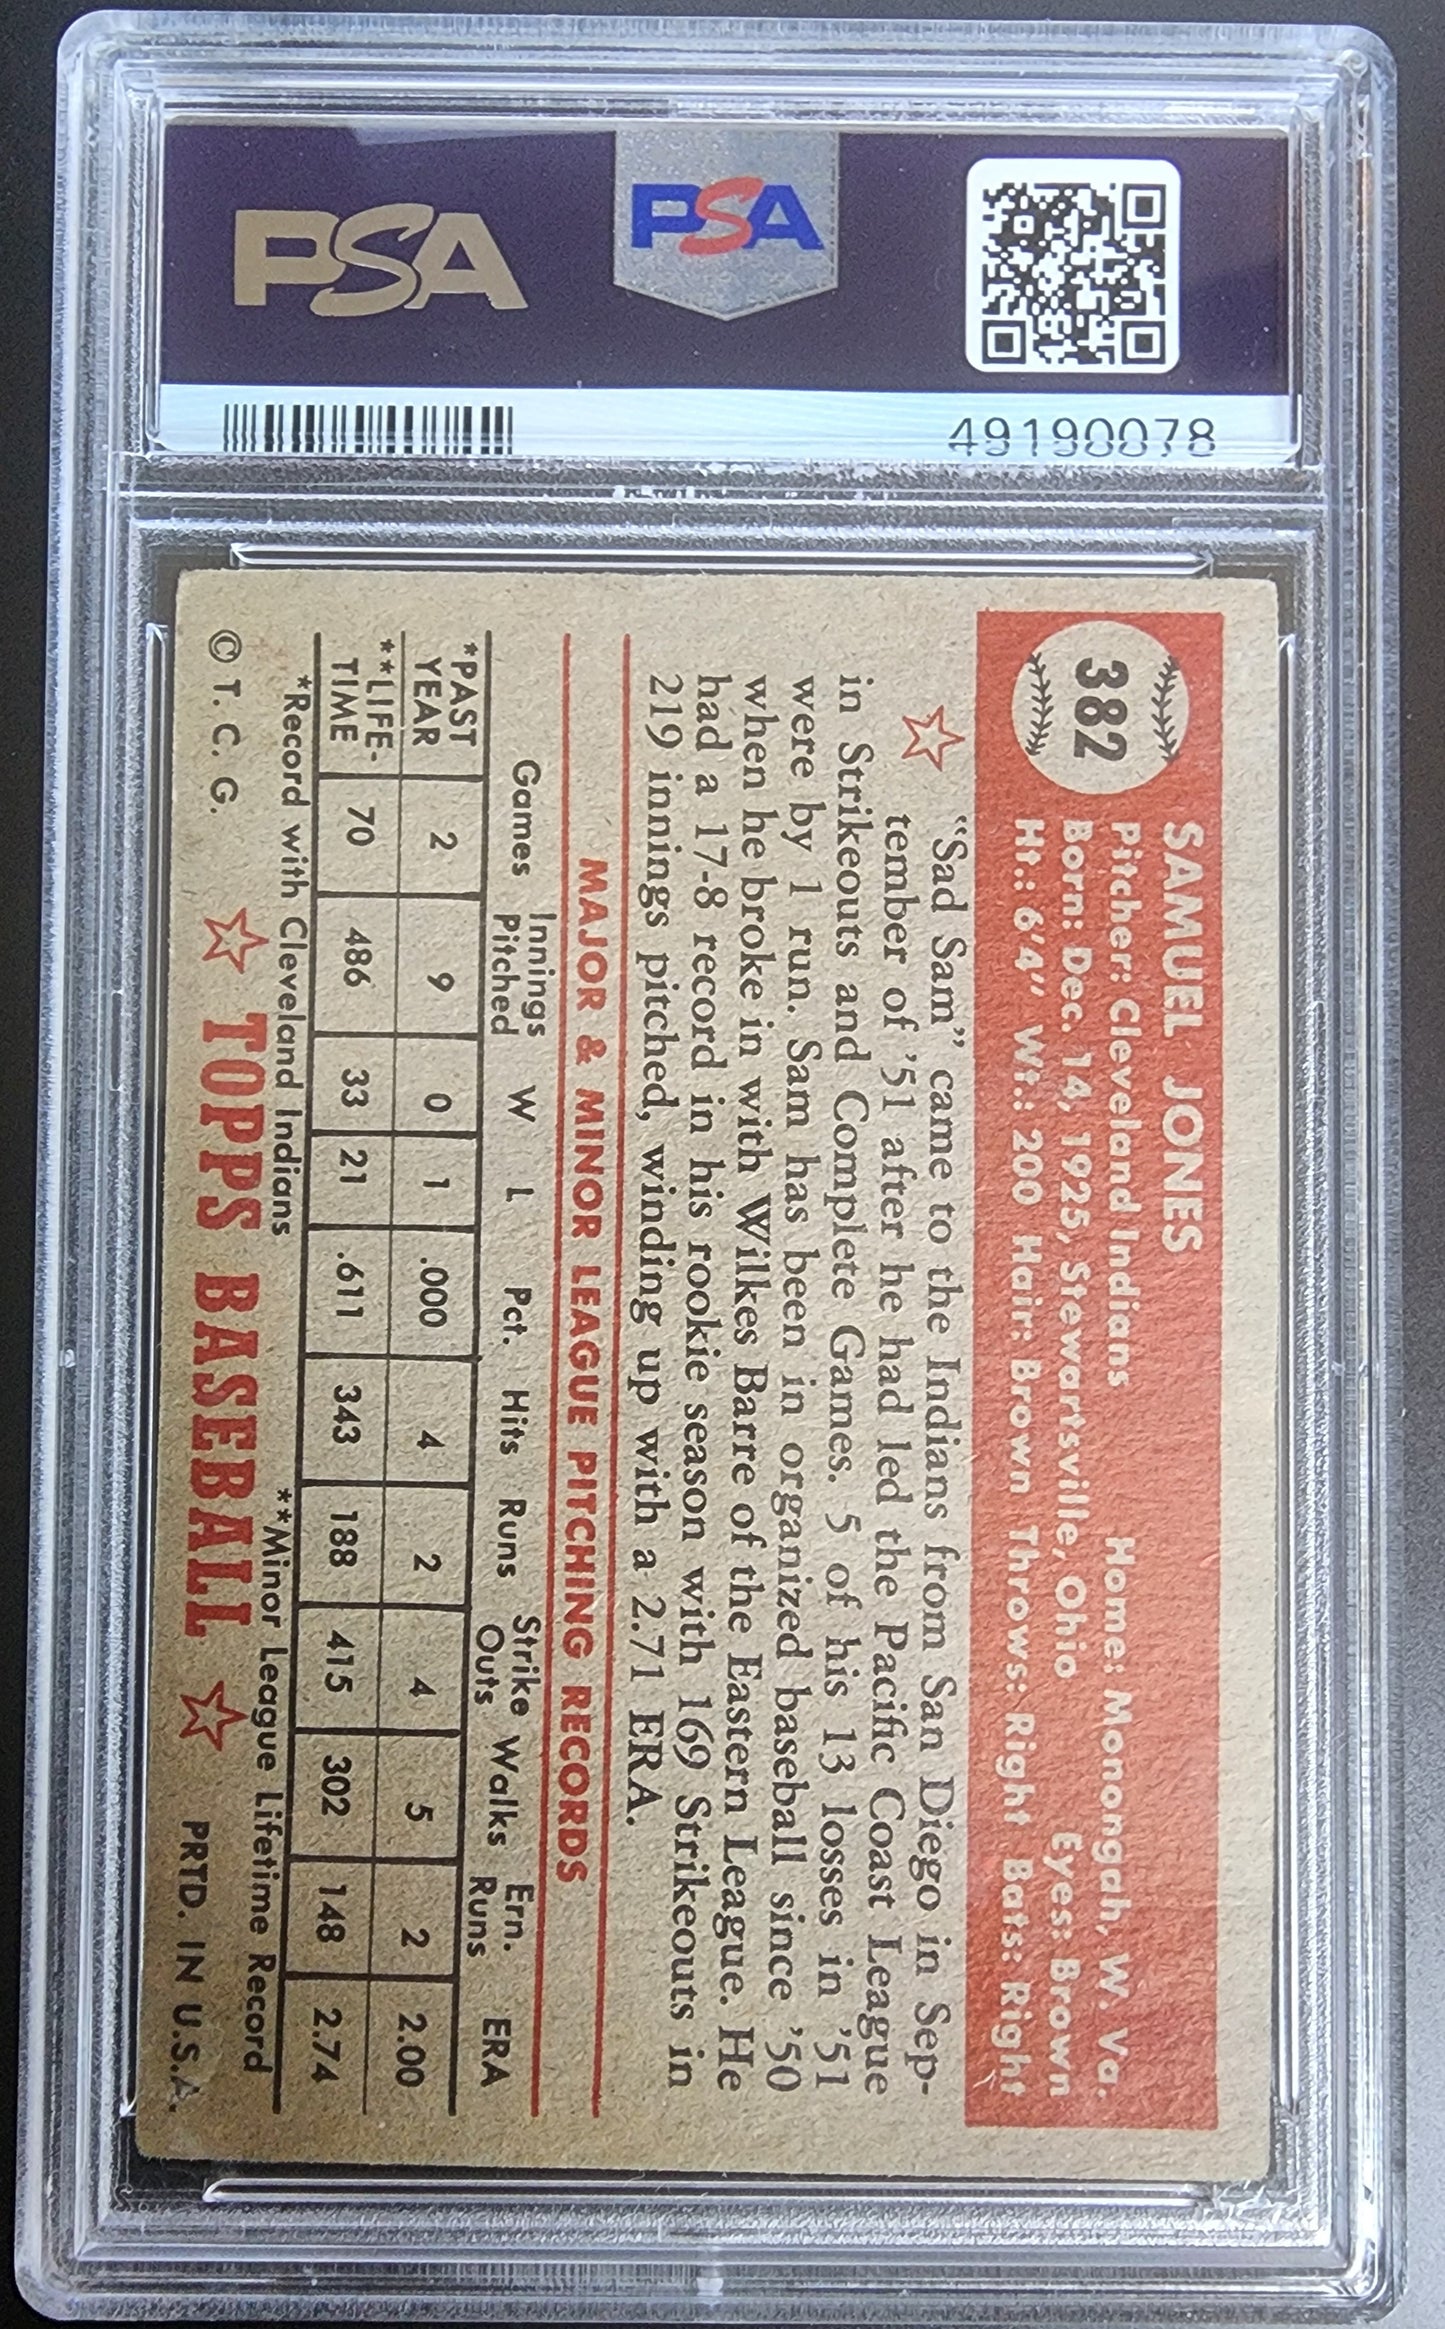 PSA
PSA
49190078
382
SAMUEL JONES
Pitcher: Cleveland Indians Home: Monongah, W. Va.
Born: Dec. 14, 1925, Stewartsville, Ohio Eyes: Brown
Ht.: 6'4" Wt.: 200 Hair: Brown Throws: Right Bats: Right
"Sad Sam" came to the Indians from San Diego in Sep-
tember of '51 after he had led the Pacific Coast League
in Strikeouts and Complete Games. 5 of his 13 losses in '51
were by 1 run. Sam has been in organized baseball since '50
when he broke in with Wilkes Barre of the Eastern League. He
had a 17-8 record in his rookie season with 169 Strikeouts in
219 innings pitched, winding up with a 2.71 ERA.
MAJOR & MINOR LEAGUE PITCHING RECORDS
Games Innings Pitched W L Pct. Hits Runs Strike Outs Walks Ern. Runs ERA
*PAST YEAR 2 9 0 1 .000 4 2 4 5 2 2.00
**LIFE-TIME 70 486 33 21 .611 343 188 415 302 148 2.74
*Record with Cleveland Indians **Minor League Lifetime Record
© T. C. G. TOPPS BASEBALL PRTD. IN U.S.A.